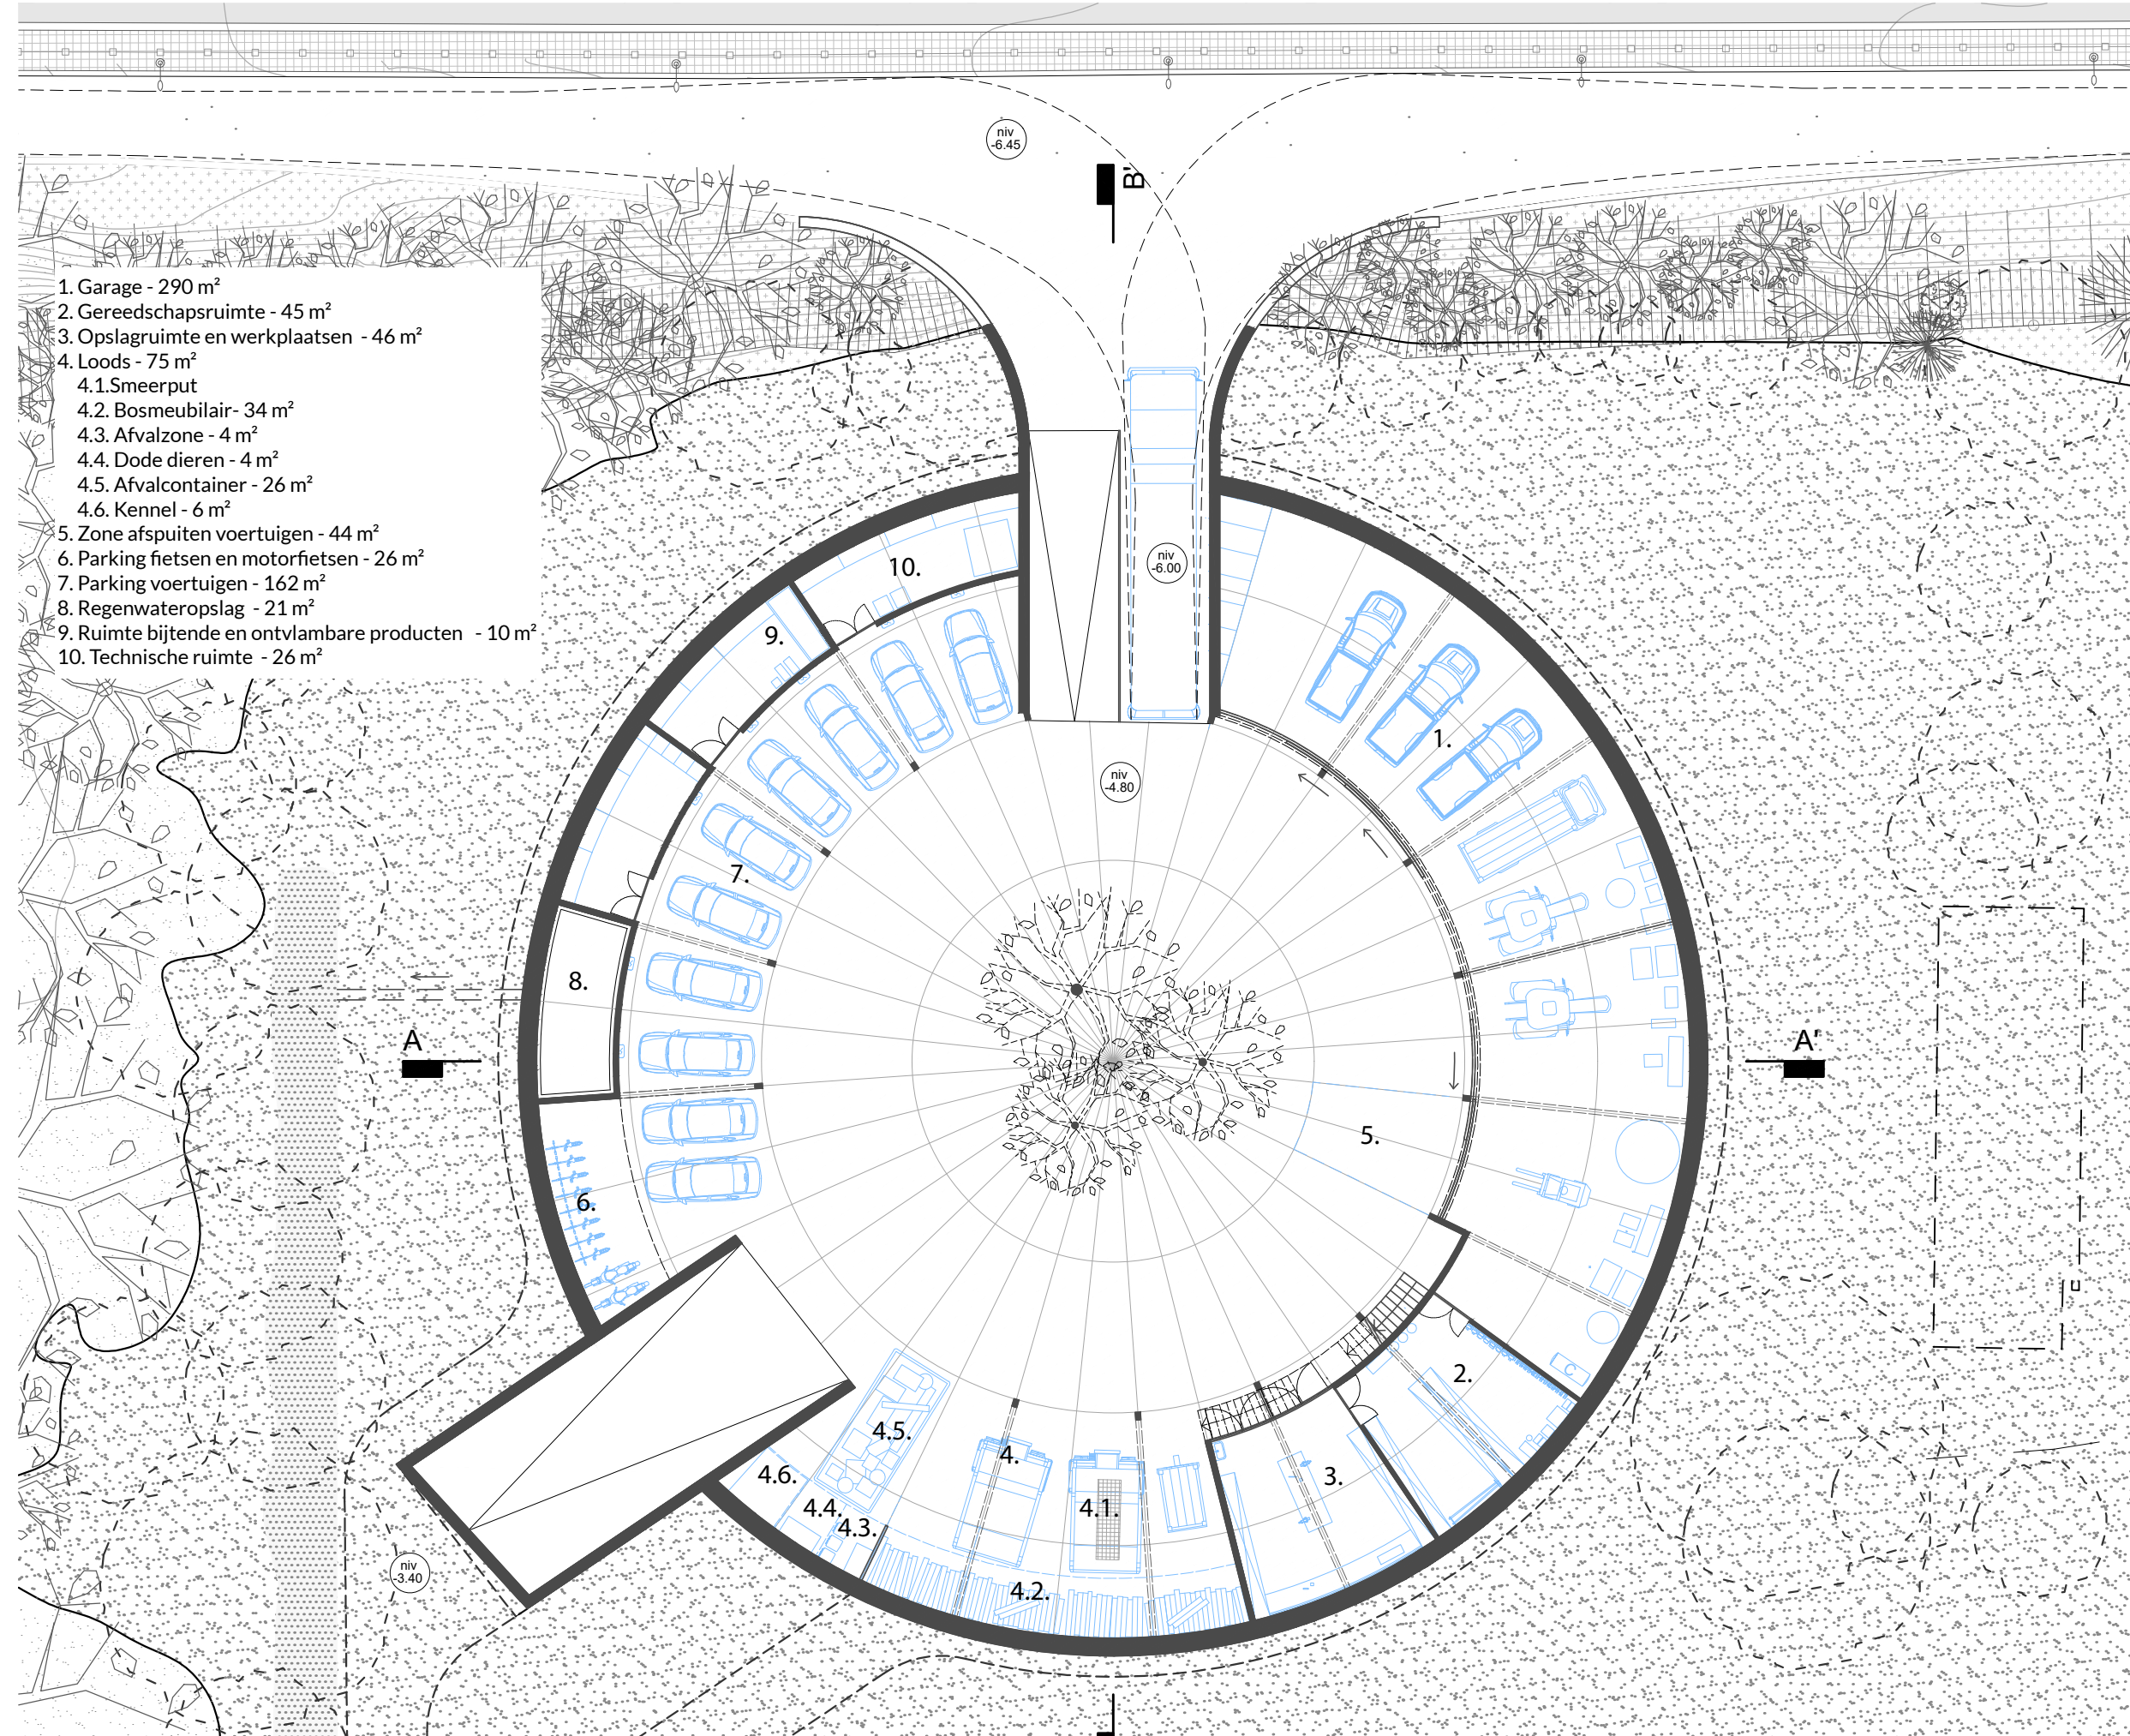 niv
-6.45
B'
1. Garage - 290 m²
2. Gereedschapsruimte - 45 m²
3. Opslagruimte en werkplaatsen - 46 m²
4. Loods - 75 m²
4.1.Smeerput
4.2. Bosmeubilair- 34 m²
4.3. Afvalzone - 4 m²
4.4. Dode dieren - 4 m²
4.5. Afvalcontainer - 26 m²
4.6. Kennel - 6 m²
5. Zone afspuiten voertuigen - 44 m²
6. Parking fietsen en motorfietsen - 26 m²
7. Parking voertuigen - 162 m²
8. Regenwateropslag - 21 m²
9. Ruimte bijtende en ontvlambare producten - 10 m²
10. Technische ruimte - 26 m²
10.
niv
-6.00
9.
1.
niv
-4.80
7.
8.
A
A'
5.
6.
2.
C
4.5.
4.
4.6.
3.
4.4.
4.1.
4.3.
niv
-3.40
4.2.